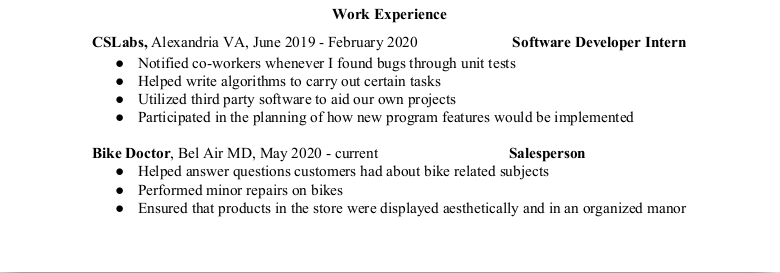 Work Experience
CSLabs, Alexandria VA, June 2019 - February 2020 Software Developer Intern
● Notified co-workers whenever I found bugs through unit tests
● Helped write algorithms to carry out certain tasks
● Utilized third party software to aid our own projects
● Participated in the planning of how new program features would be implemented
Bike Doctor, Bel Air MD, May 2020 - current Salesperson
● Helped answer questions customers had about bike related subjects
● Performed minor repairs on bikes
● Ensured that products in the store were displayed aesthetically and in an organized manor